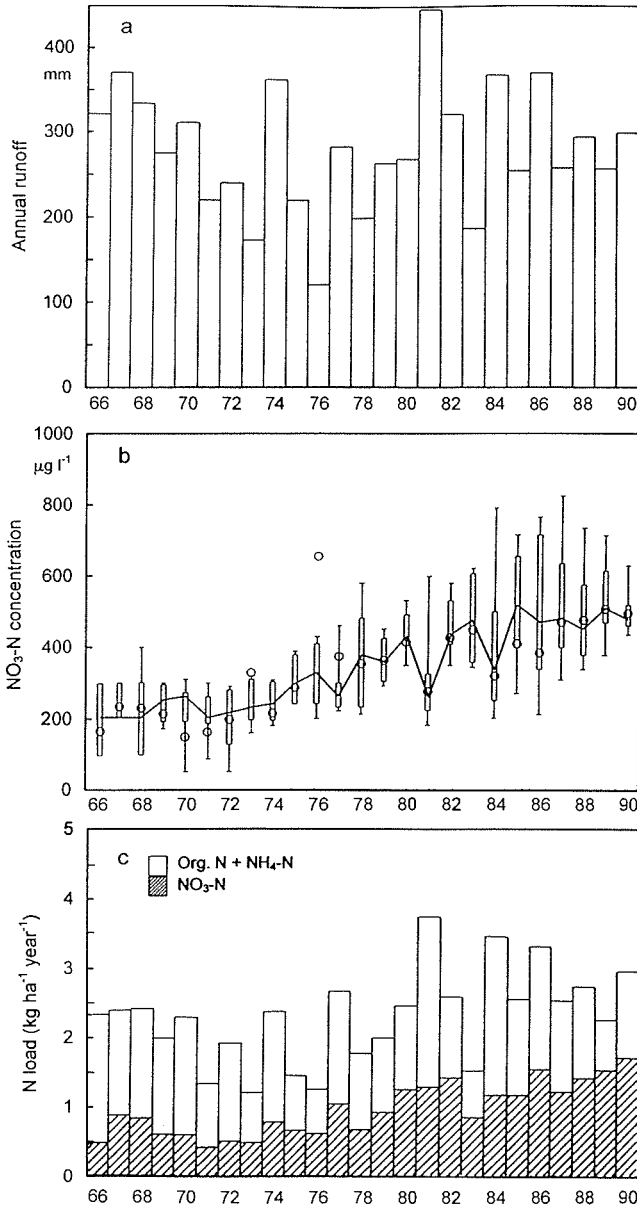 a
400
mm
300
200
100
0
Annual runoff
66 68 70 72 74 76 78 80 82 84 86 88 90
b
1000
µg l-1
800
600
400
200
0
NO3-N concentration
66 68 70 72 74 76 78 80 82 84 86 88 90
c
5
4
3
2
1
0
Org. N + NH4-N
NO3-N
N load (kg ha-1 year-1)
66 68 70 72 74 76 78 80 82 84 86 88 90